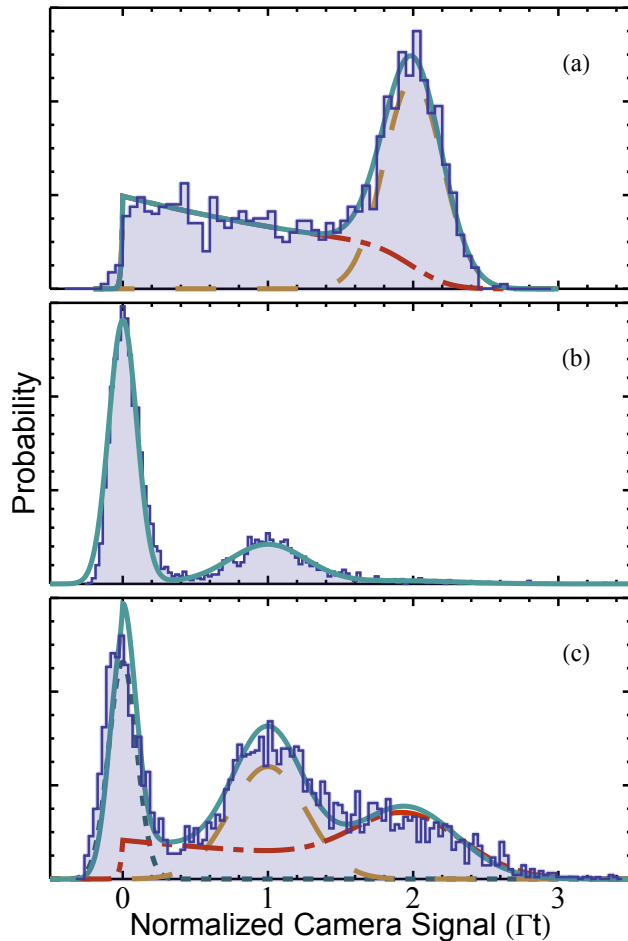 (a)
(b)
Probability
(c)
0 1 2 3
Normalized Camera Signal (Γt)